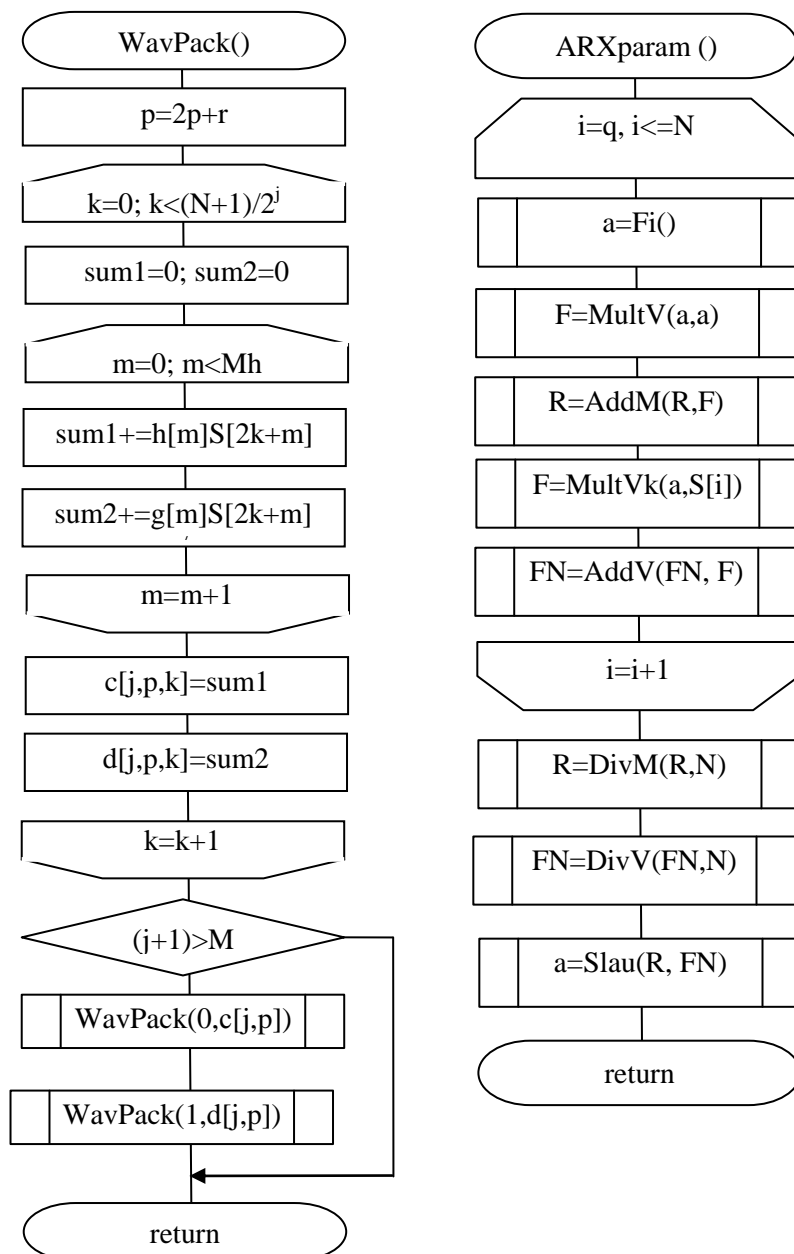 WavPack()
p=2p+r
k=0; k<(N+1)/2^j
sum1=0; sum2=0
m=0; m<Mh
sum1+=h[m]S[2k+m]
sum2+=g[m]S[2k+m]
m=m+1
c[j,p,k]=sum1
d[j,p,k]=sum2
k=k+1
(j+1)>M
WavPack(0,c[j,p])
WavPack(1,d[j,p])
return
ARXparam ()
i=q, i<=N
a=Fi()
F=MultV(a,a)
R=AddM(R,F)
F=MultVk(a,S[i])
FN=AddV(FN, F)
i=i+1
R=DivM(R,N)
FN=DivV(FN,N)
a=Slau(R, FN)
return